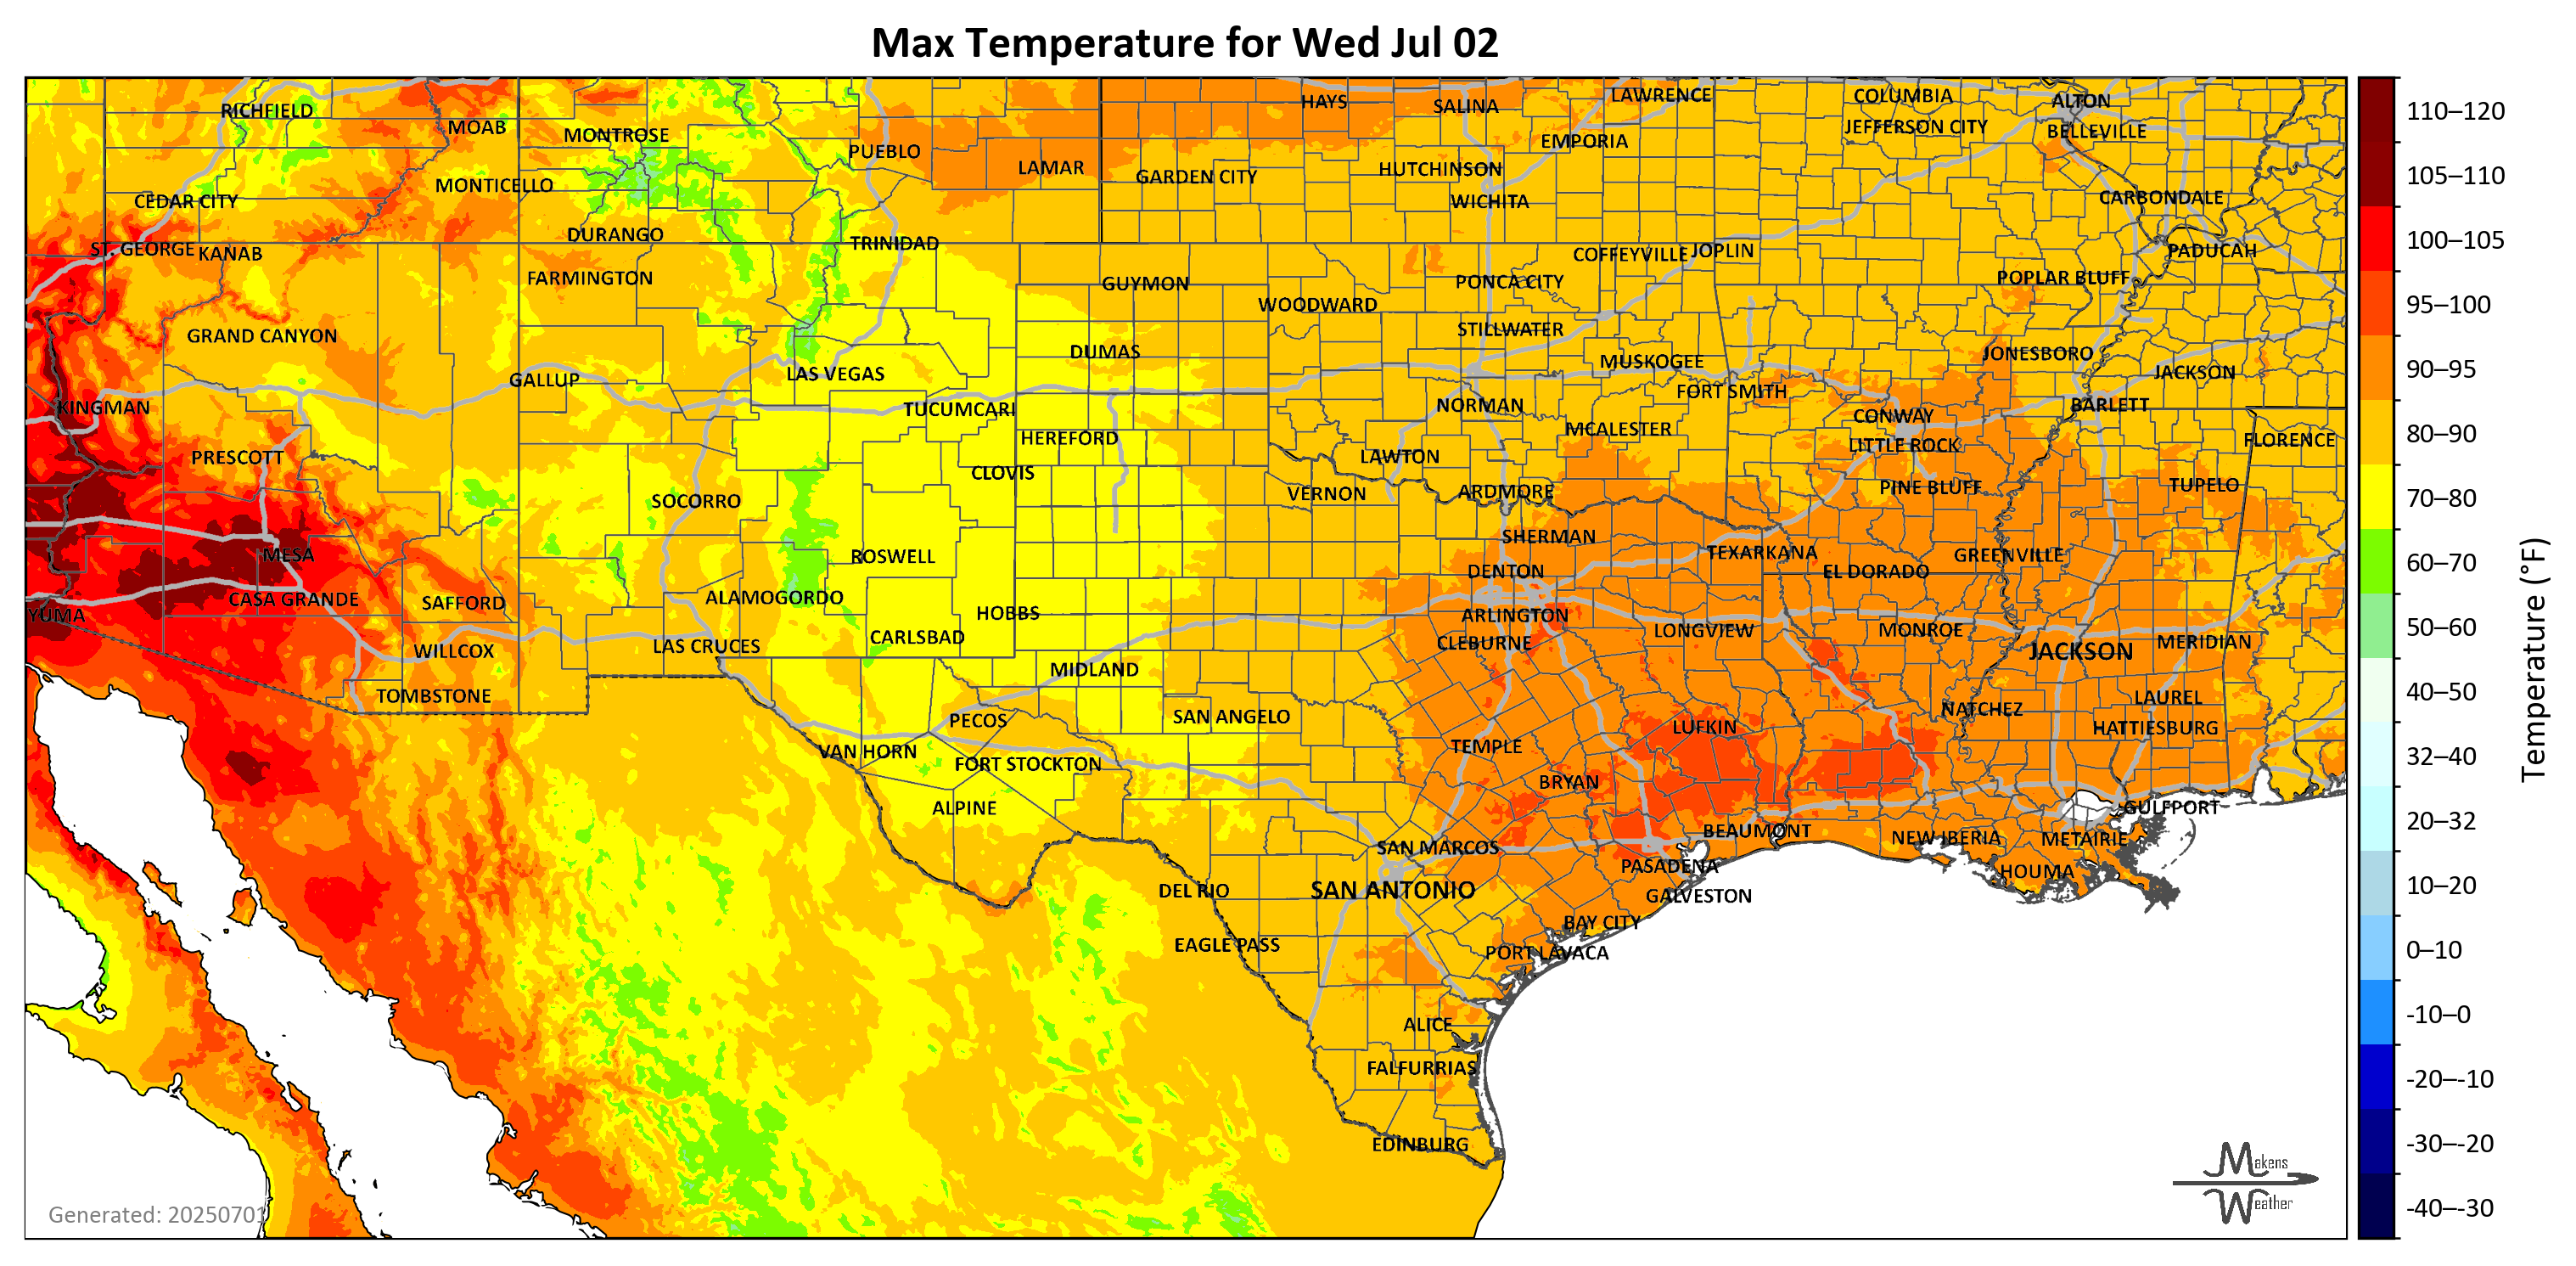 Max Temperature for Wed Jul 02
RICHFIELD
MOAB
MONTROSE
PUEBLO
LAMAR
HAYS
SALINA
LAWRENCE
COLUMBIA
ALTON
JEFFERSON CITY
BELLEVILLE
EMPORIA
GARDEN CITY
HUTCHINSON
WICHITA
MONTICELLO
CEDAR CITY
CARBONDALE
DURANGO
TRINIDAD
ST. GEORGE
KANAB
COFFEYVILLE
JOPLIN
PADUCAH
FARMINGTON
GUYMON
PONCA CITY
POPLAR BLUFF
WOODWARD
STILLWATER
GRAND CANYON
DUMAS
MUSKOGEE
JONESBORO
JACKSON
GALLUP
LAS VEGAS
FORT SMITH
KINGMAN
TUCUMCARI
NORMAN
CONWAY
BARLETT
HEREFORD
MCALESTER
LITTLE ROCK
FLORENCE
PRESCOTT
CLOVIS
LAWTON
SOCORRO
VERNON
ARDMORE
PINE BLUFF
TUPELO
SHERMAN
MESA
ROSWELL
TEXARKANA
GREENVILLE
DENTON
EL DORADO
CASA GRANDE
SAFFORD
ALAMOGORDO
HOBBS
YUMA
ARLINGTON
CARLSBAD
CLEBURNE
LONGVIEW
MONROE
JACKSON
MERIDIAN
WILLCOX
LAS CRUCES
MIDLAND
TOMBSTONE
LAUREL
PECOS
SAN ANGELO
NATCHEZ
LUFKIN
HATTIESBURG
VAN HORN
TEMPLE
FORT STOCKTON
BRYAN
ALPINE
GULFPORT
BEAUMONT
NEW IBERIA
METAIRIE
SAN MARCOS
PASADENA
HOUMA
DEL RIO
SAN ANTONIO
GALVESTON
BAY CITY
EAGLE PASS
PORT LAVACA
ALICE
FALFURRIAS
EDINBURG
Generated: 20250701
Makens
Weather
110–120
105–110
100–105
95–100
90–95
80–90
70–80
60–70
50–60
40–50
32–40
20–32
10–20
0–10
-10–0
-20–-10
-30–-20
-40–-30
Temperature (°F)